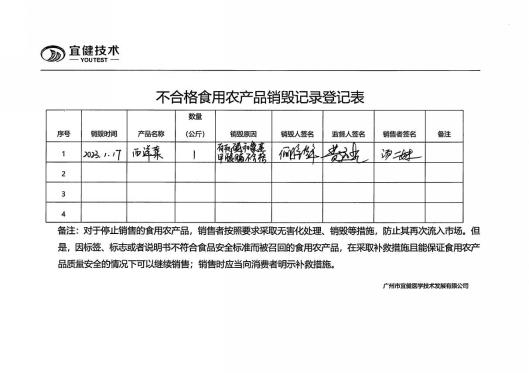 宜健技术
YOUTEST
不合格食用农产品销毁记录登记表
序号 销毁时间 产品名称 数量（公斤） 销毁原因 销毁人签名 监督人签名 销售者签名 备注
1 2023.1.17 西洋菜 1
2
3
4
备注：对于停止销售的食用农产品，销售者按照要求采取无害化处理、销毁等措施，防止其再次流入市场。但
是，因标签、标志或者说明书不符合食品安全标准而被召回的食用农产品，在采取补救措施且能保证食用农产
品质量安全的情况下可以继续销售；销售时应当向消费者明示补救措施。
广州市宜健医学技术发展有限公司